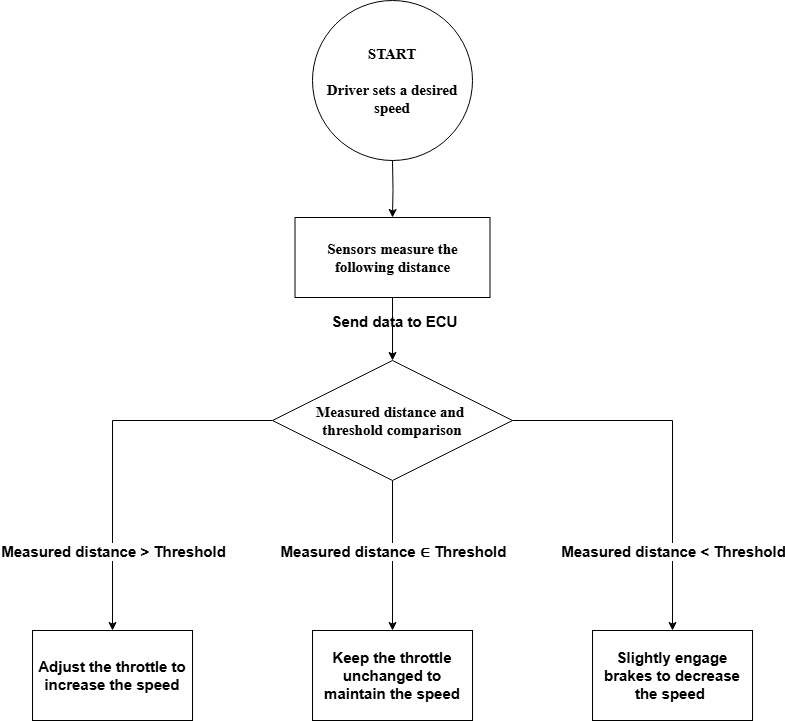 START
Driver sets a desired
speed
Sensors measure the
following distance
Send data to ECU
Measured distance and
threshold comparison
Measured distance > Threshold
Measured distance ∈ Threshold
Measured distance < Threshold
Adjust the throttle to
increase the speed
Keep the throttle
unchanged to
maintain the speed
Slightly engage
brakes to decrease
the speed